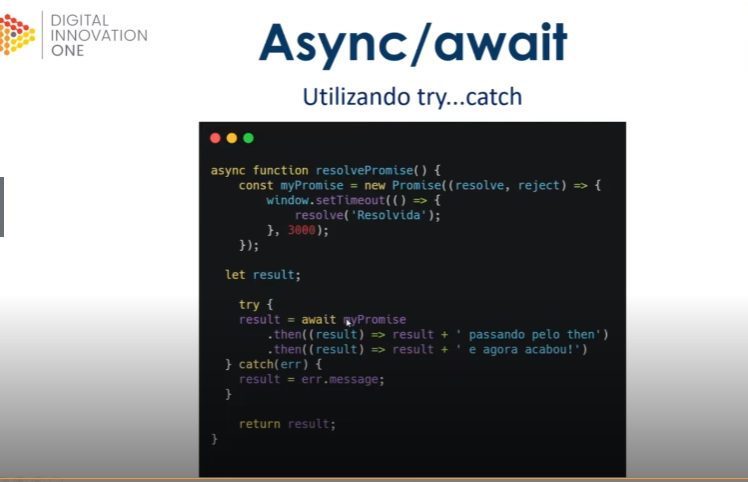 DIGITAL
INNOVATION
ONE
Async/await
Utilizando try...catch
async function resolvePromise() {
    const myPromise = new Promise((resolve, reject) => {
        window.setTimeout(() => {
            resolve('Resolvida');
        }, 3000);
    });
  let result;
    try {
    result = await myPromise
        .then((result) => result + ' passando pelo then')
        .then((result) => result + ' e agora acabou!')
  } catch(err) {
    result = err.message;
  }
    return result;
}